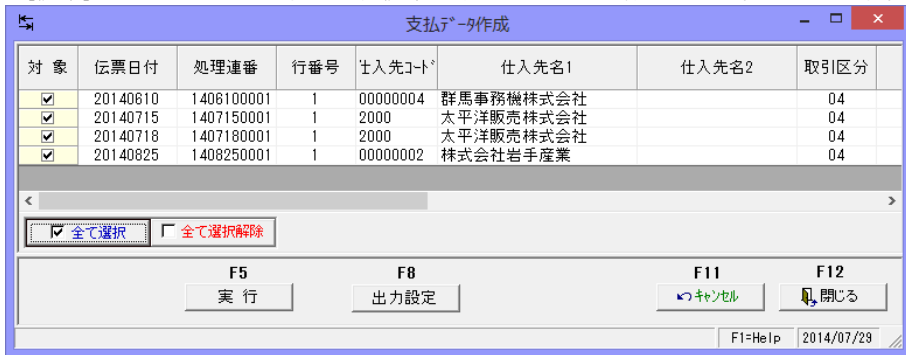 支払ﾃﾞｰﾀ作成
対 象 伝票日付 処理連番 行番号 仕入先ｺｰﾄﾞ 仕入先名1 仕入先名2 取引区分
20140610 1406100001 1 00000004 群馬事務機株式会社 04
20140715 1407150001 1 2000 太平洋販売株式会社 04
20140718 1407180001 1 2000 太平洋販売株式会社 04
20140825 1408250001 1 00000002 株式会社岩手産業 04
全て選択 全て選択解除
F5 F8 F11 F12
実 行 出力設定 ｷｬﾝｾﾙ 閉じる
F1=Help 2014/07/29